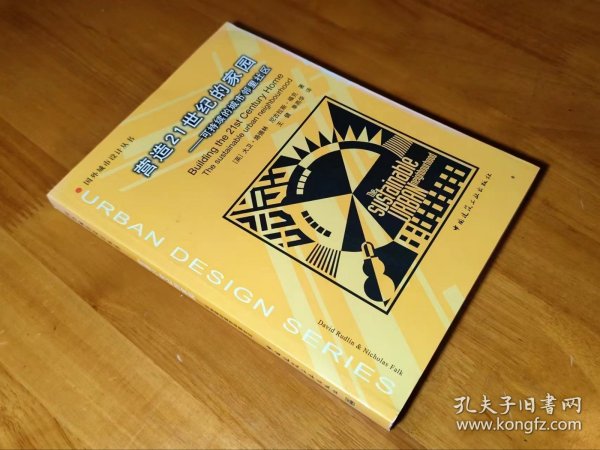 国外城市设计丛书
营造21世纪的家园
——可持续的城市邻里社区
Building the 21st Century Home
The sustainable urban neighbourhood
[英] 大卫·路德林 尼古拉斯·福克 著
王健 单燕华 译
the
sustainable
URBAN
neighbourhood
中国建筑工业出版社
URBAN DESIGN SERIES
David Rudlin & Nicholas Falk
孔夫子旧书网
www.kongfz.com